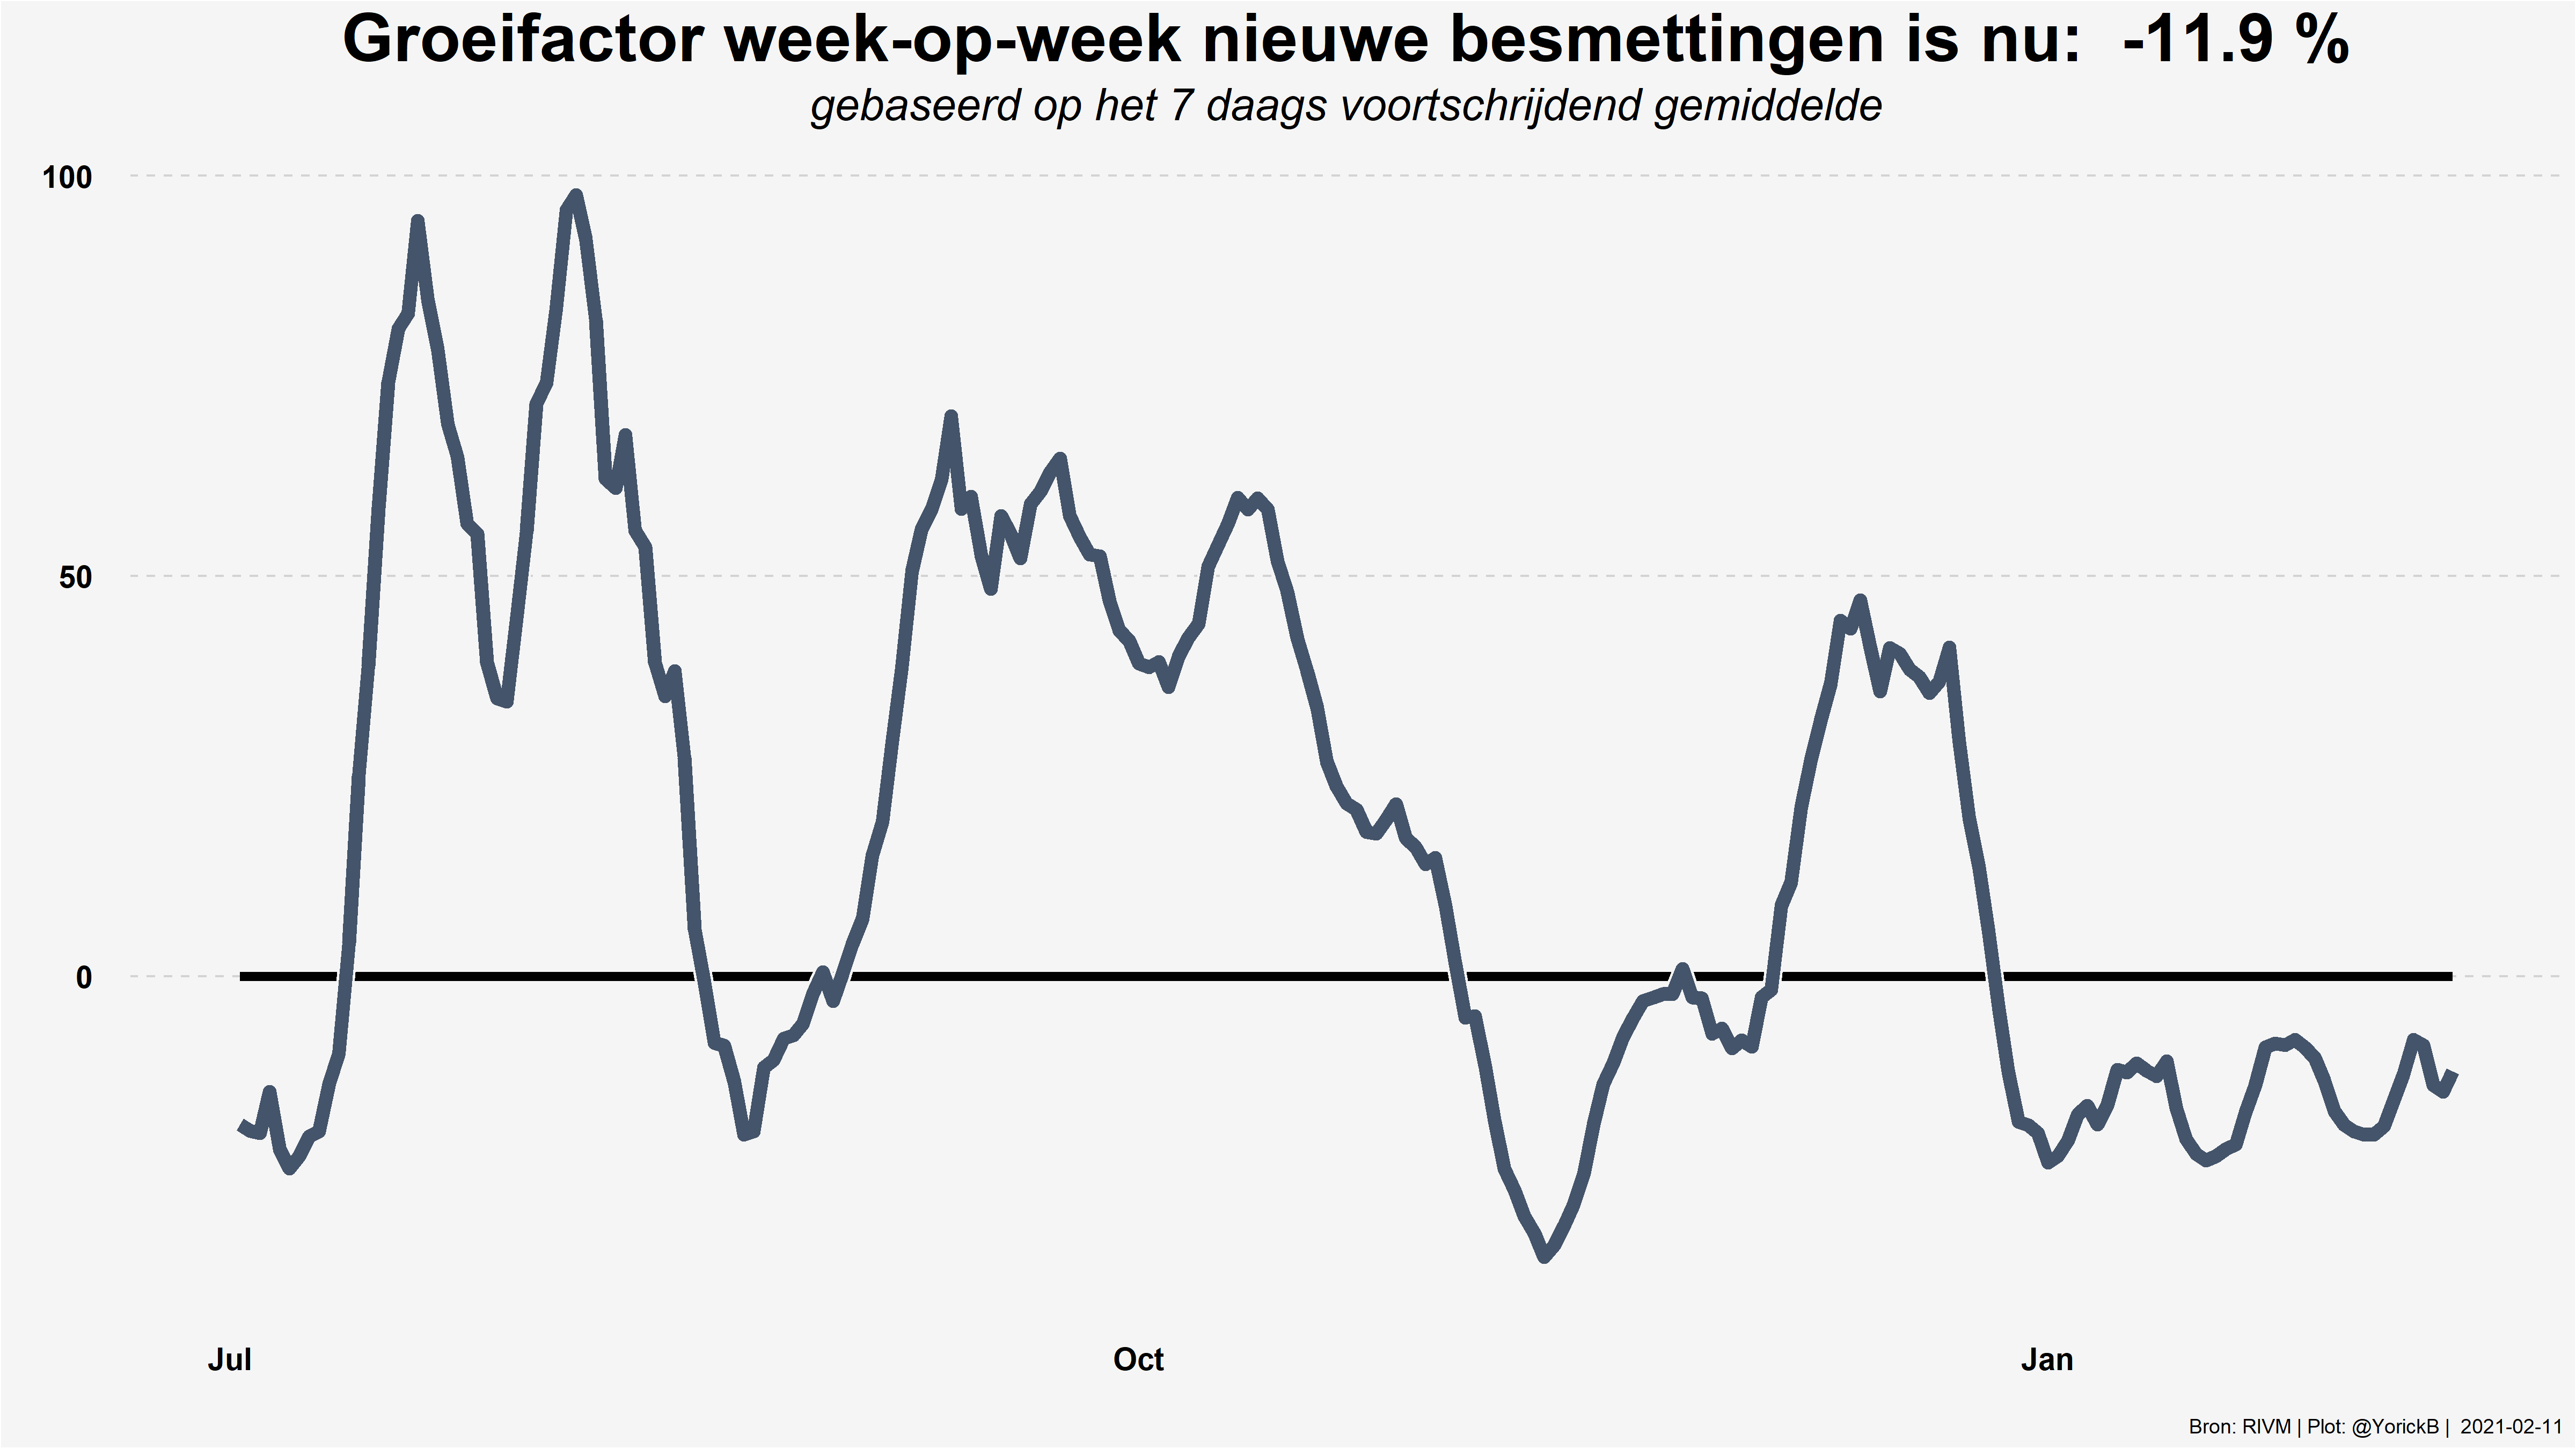 Groeifactor week-op-week nieuwe besmettingen is nu:  -11.9 %
gebaseerd op het 7 daags voortschrijdend gemiddelde
100
50
0
Jul Oct Jan
Bron: RIVM | Plot: @YorickB |  2021-02-11